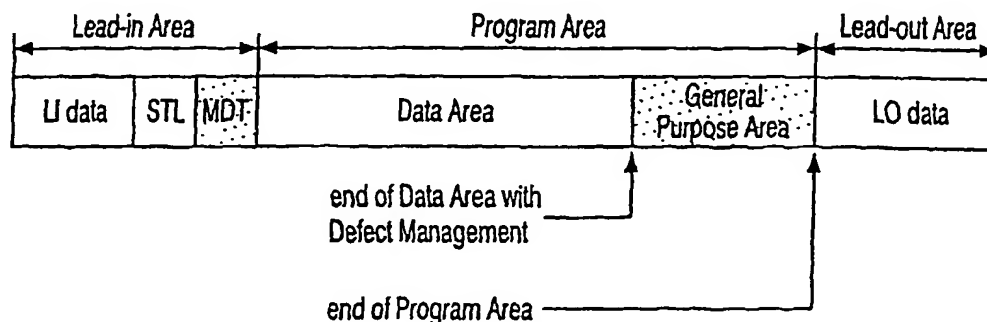 Lead-in Area
Program Area
Lead-out Area
LI data
STL
MDT
Data Area
General
Purpose Area
LO data
end of Data Area with
Defect Management
end of Program Area